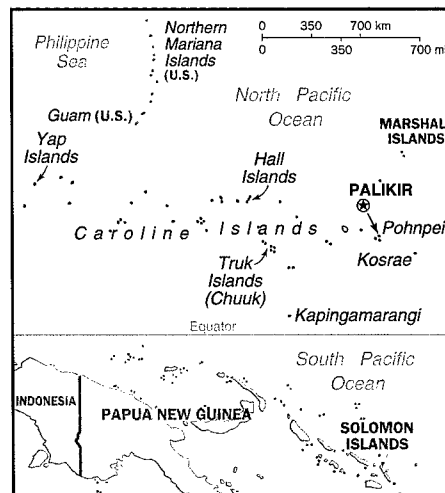 Philippine
Sea
Northern
Mariana
Islands
(U.S.)
0 350 700 km
0 350 700 mi
Guam (U.S.)
North Pacific
Ocean
MARSHAL
ISLANDS
Yap
Islands
Hall
Islands
PALIKIR
Pohnpei
Caroline Islands
Kosrae
Truk
Islands
(Chuuk)
Kapingamarangi
Equator
South Pacific
Ocean
INDONESIA
PAPUA NEW GUINEA
SOLOMON
ISLANDS